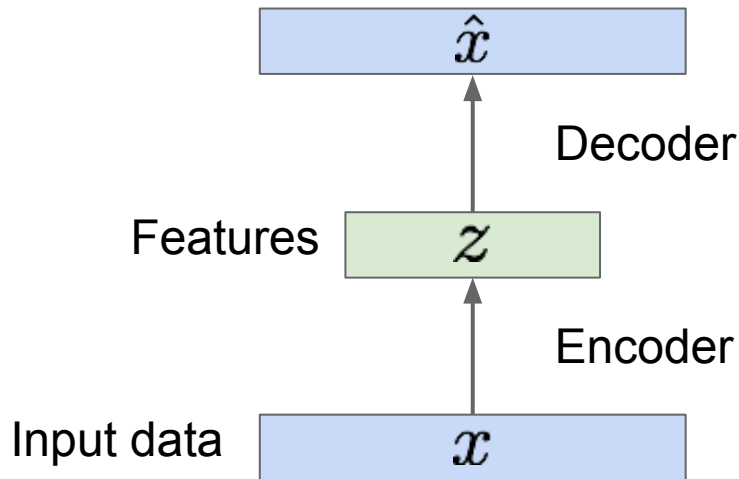 x̂
Decoder
Features z
Encoder
Input data x